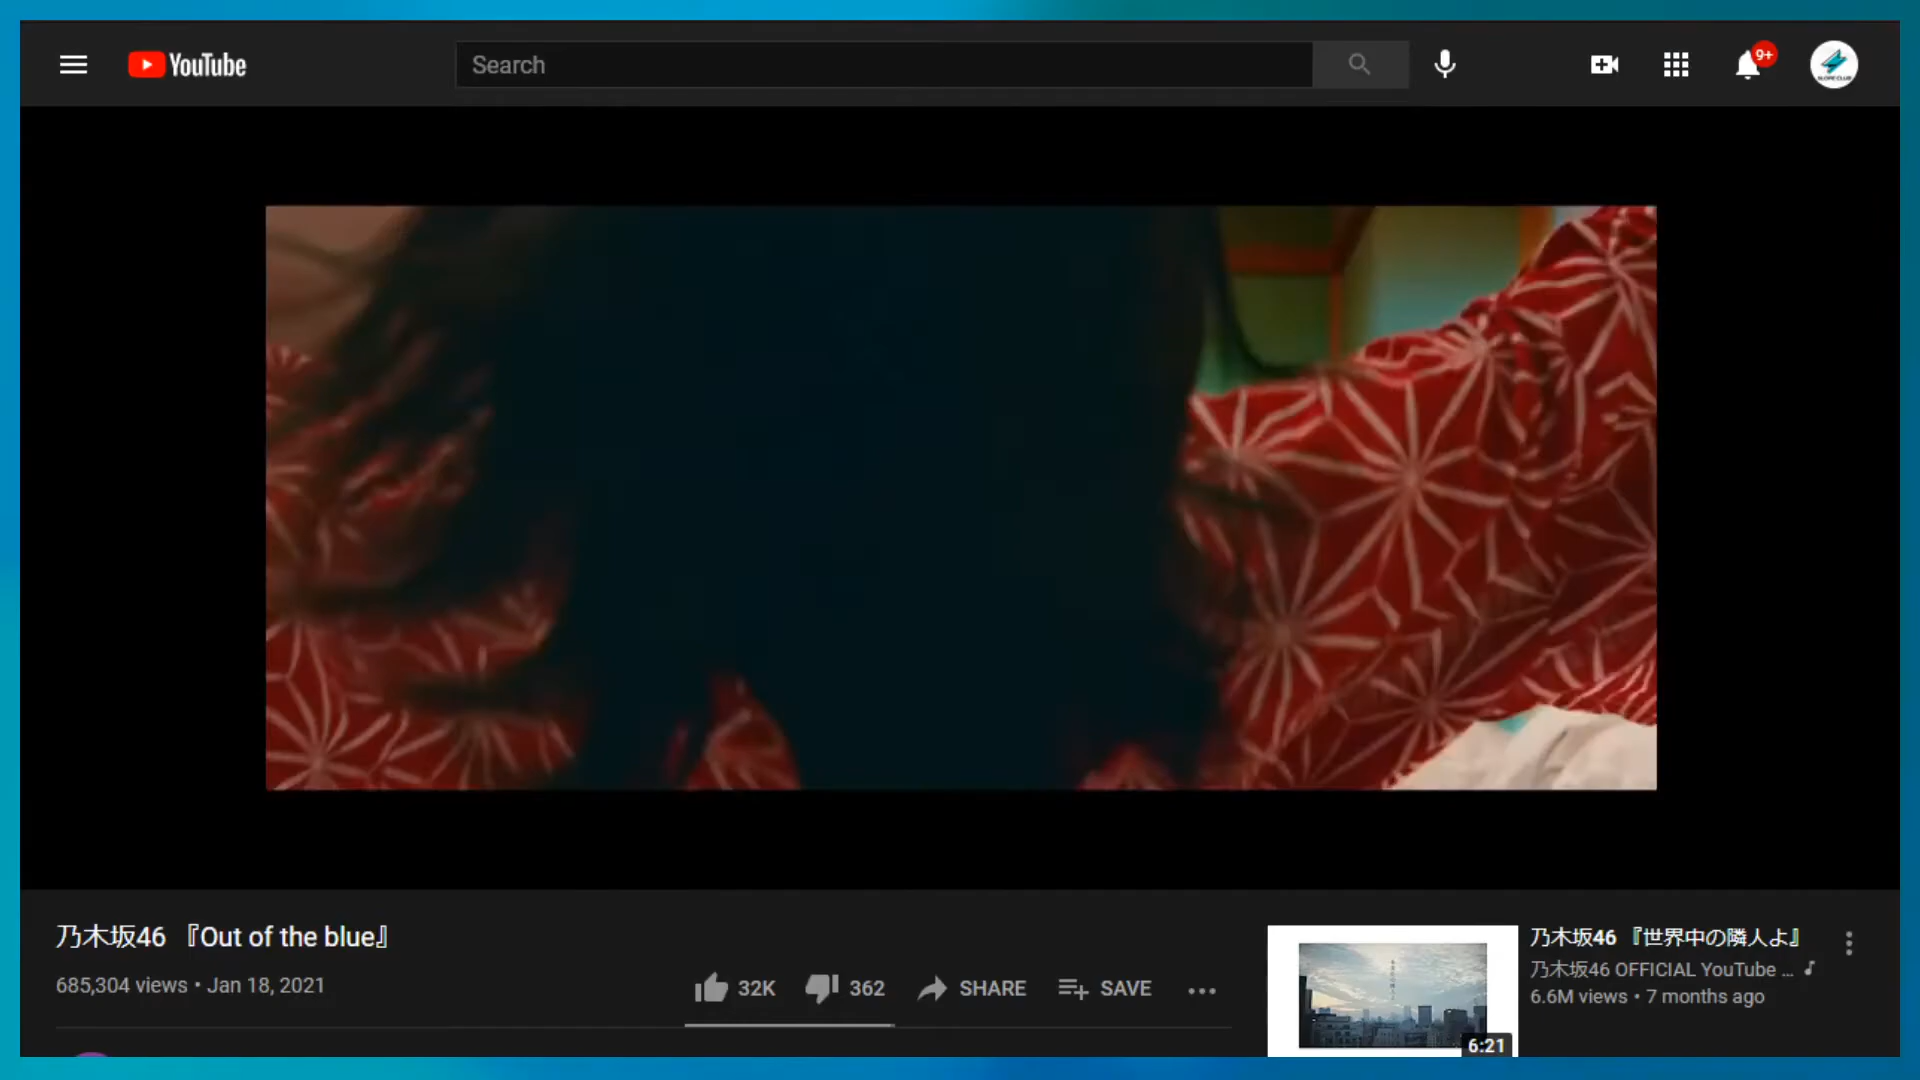 YouTube
Search
9+
SLOPE CLUB
乃木坂46 『Out of the blue』
685,304 views • Jan 18, 2021
32K
362
SHARE
SAVE
乃木坂46 『世界中の隣人よ』
乃木坂46 OFFICIAL YouTube ...
6.6M views • 7 months ago
6:21